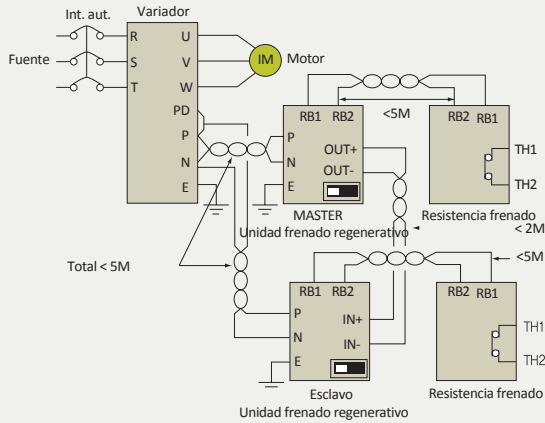 Int. aut.
Variador
Fuente
R
S
T
U
V
W
IM
Motor
PD
P
N
E
RB1
RB2
<5M
RB2
RB1
P
N
E
OUT+
OUT-
TH1
TH2
MASTER
Unidad frenado regenerativo
Resistencia frenado
< 2M
Total < 5M
<5M
RB1
RB2
RB2
RB1
P
N
E
IN+
IN-
TH1
TH2
Esclavo
Unidad frenado regenerativo
Resistencia frenado